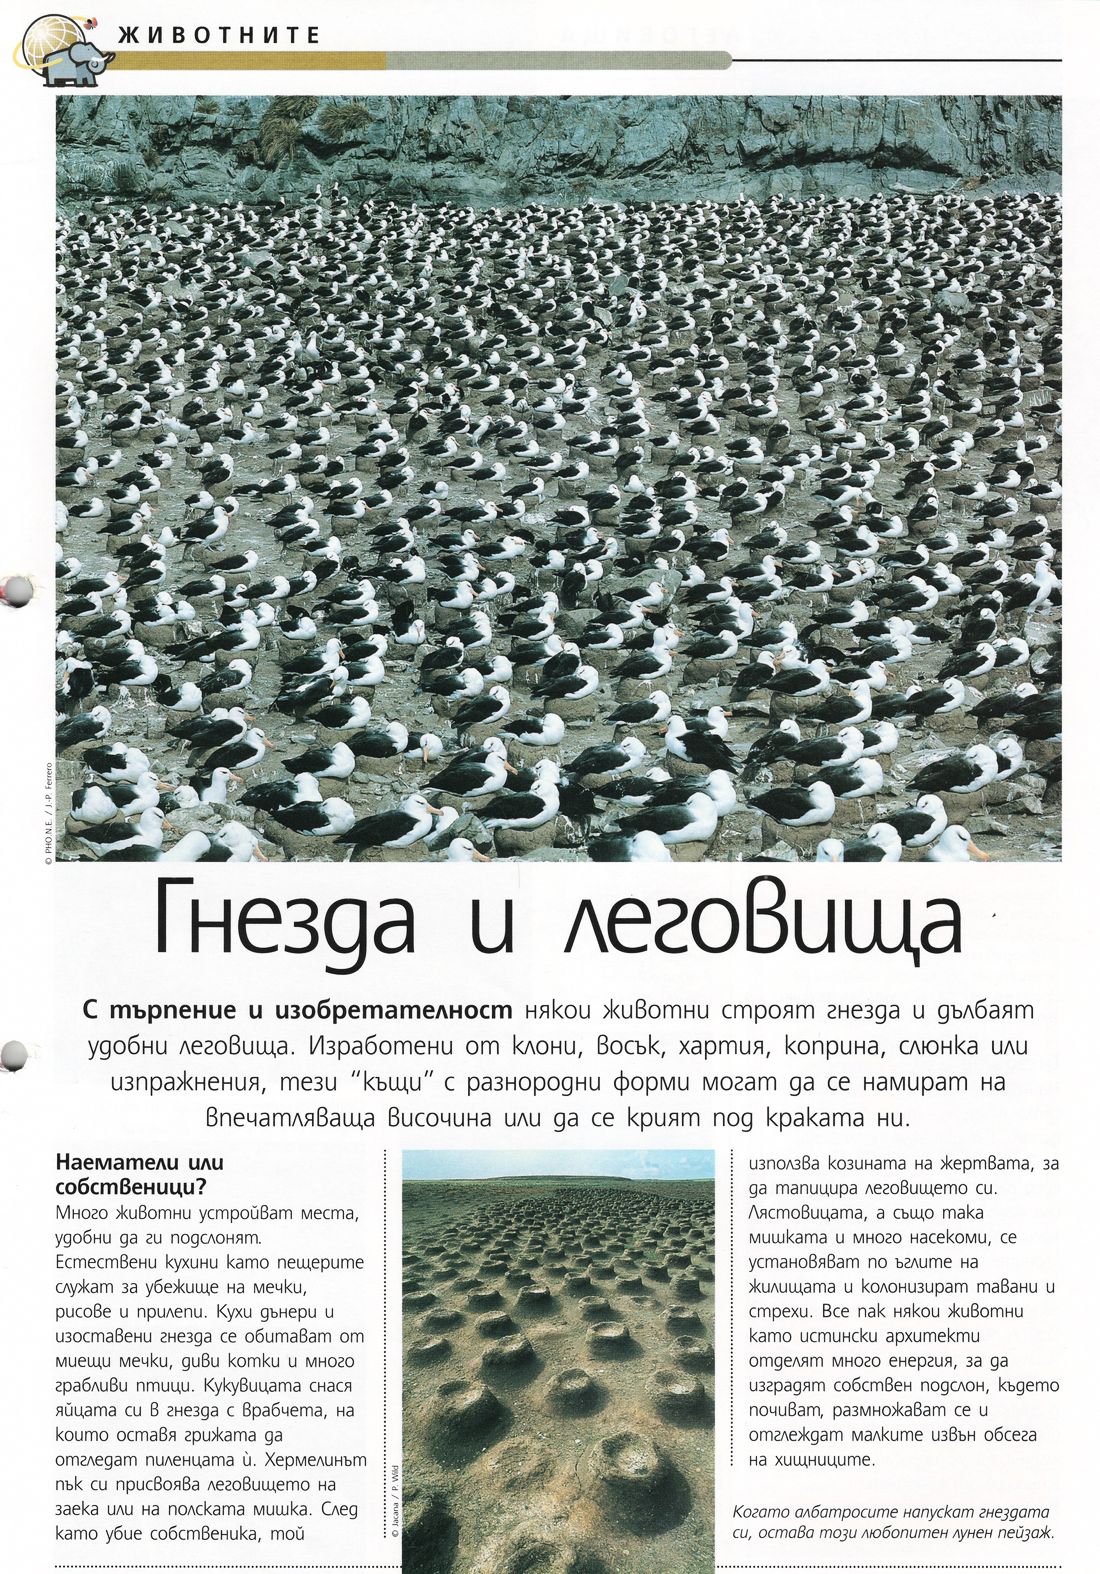 ЖИВОТНИТЕ
© PHO.N.E. / J.-P. Ferrero
Гнезда и леговища
С търпение и изобретателност някои животни строят гнезда и дълбаят
удобни леговища. Изработени от клони, восък, хартия, коприна, слюнка или
изпражнения, тези “къщи” с разнородни форми могат да се намират на
впечатляваща височина или да се крият под краката ни.
Наематели или
собственици?
Много животни устройват места,
удобни да ги подслонят.
Естествени кухини като пещерите
служат за убежище на мечки,
рисове и прилепи. Кухи дънери и
изоставени гнезда се обитават от
миещи мечки, диви котки и много
грабливи птици. Кукувицата снася
яйцата си в гнезда с врабчета, на
които оставя грижата да
отгледат пиленцата ѝ. Хермелинът
пък си присвоява леговището на
заека или на полската мишка. След
като убие собственика, той
© Jacana / P. Wild
използва козината на жертвата, за
да тапицира леговището си.
Лястовицата, а също така
мишката и много насекоми, се
установяват по ъглите на
жилищата и колонизират тавани и
стрехи. Все пак някои животни
като истински архитекти
отделят много енергия, за да
изградят собствен подслон, където
почиват, размножават се и
отглеждат малките извън обсега
на хищниците.
Когато албатросите напускат гнездата
си, остава този любопитен лунен пейзаж.